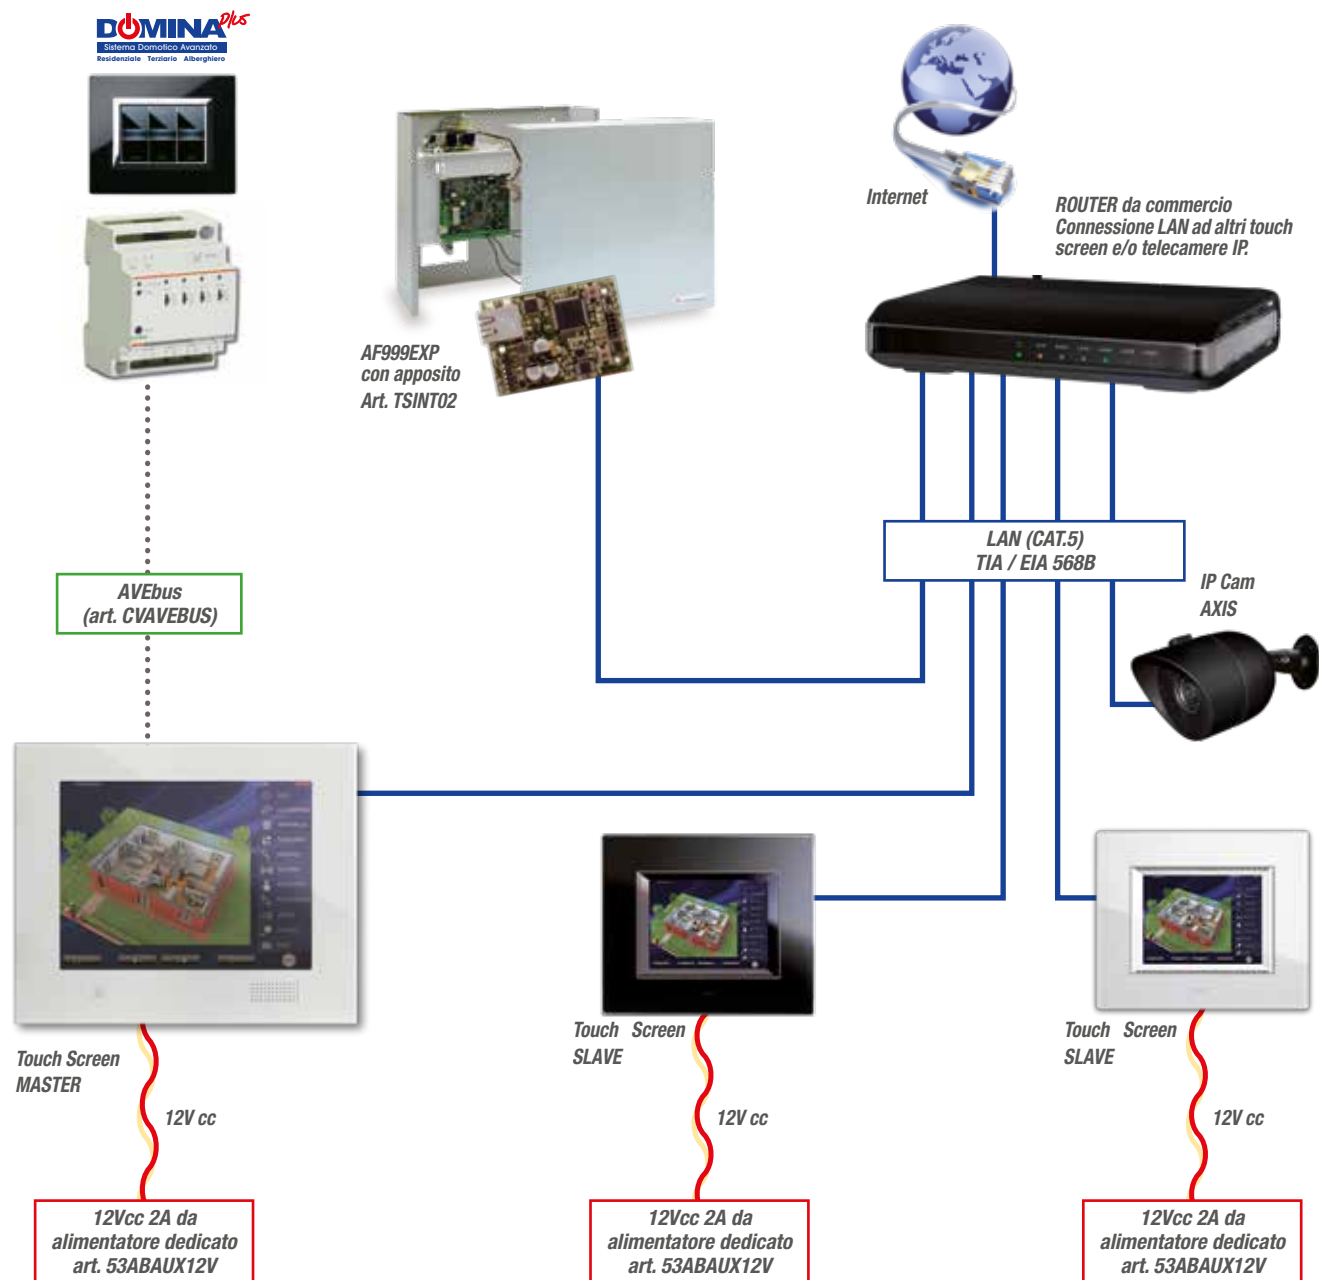 DOMINA plus
Sistema Domotico Avanzato
Residenziale Terziario Alberghiero
Internet
ROUTER da commercio
Connessione LAN ad altri touch
screen e/o telecamere IP.
AF999EXP
con apposito
Art. TSINT02
LAN (CAT.5)
TIA / EIA 568B
AVEbus
(art. CVAVEBUS)
IP Cam
AXIS
Touch Screen
MASTER
Touch Screen
SLAVE
Touch Screen
SLAVE
12V cc
12V cc
12V cc
12Vcc 2A da
alimentatore dedicato
art. 53ABAUX12V
12Vcc 2A da
alimentatore dedicato
art. 53ABAUX12V
12Vcc 2A da
alimentatore dedicato
art. 53ABAUX12V